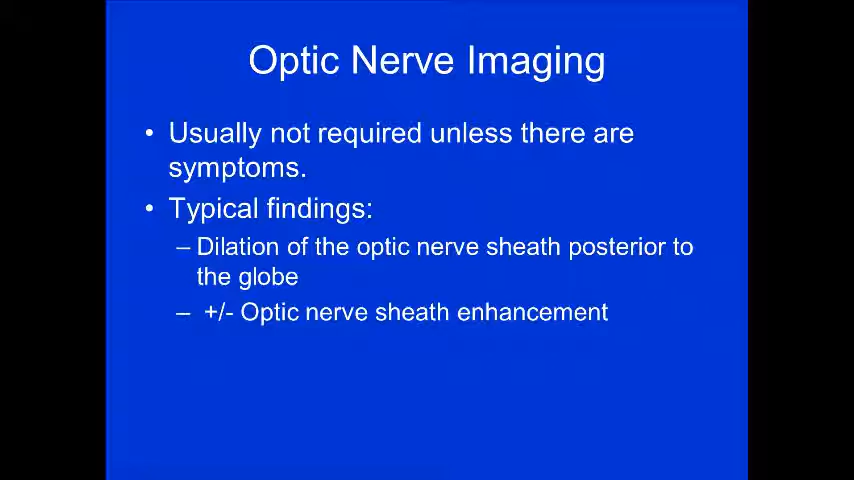 Optic Nerve Imaging
• Usually not required unless there are
symptoms.
• Typical findings:
– Dilation of the optic nerve sheath posterior to
the globe
– +/- Optic nerve sheath enhancement